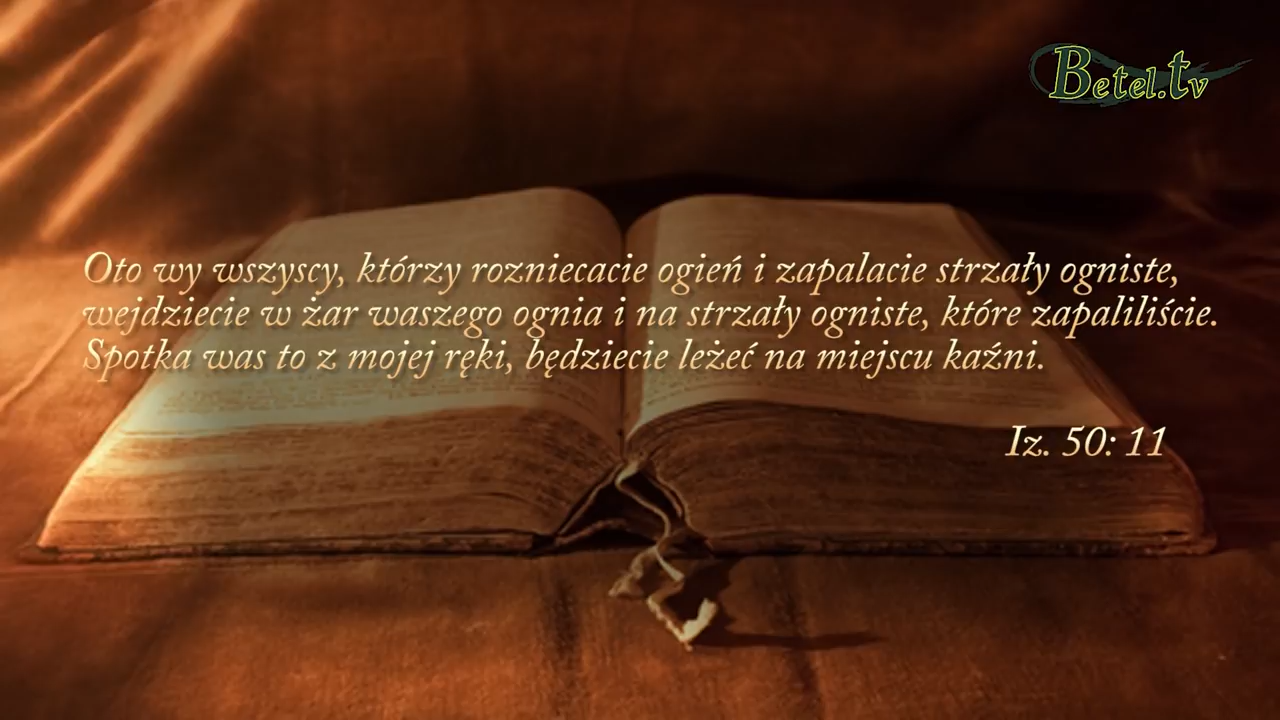 Betel.tv
Oto wy wszyscy, którzy rozniecacie ogień i zapalacie strzały ogniste,
wejdziecie w żar waszego ognia i na strzały ogniste, które zapaliliście.
Spotka was to z mojej ręki, będziecie leżeć na miejscu kaźni.
Iz. 50: 11